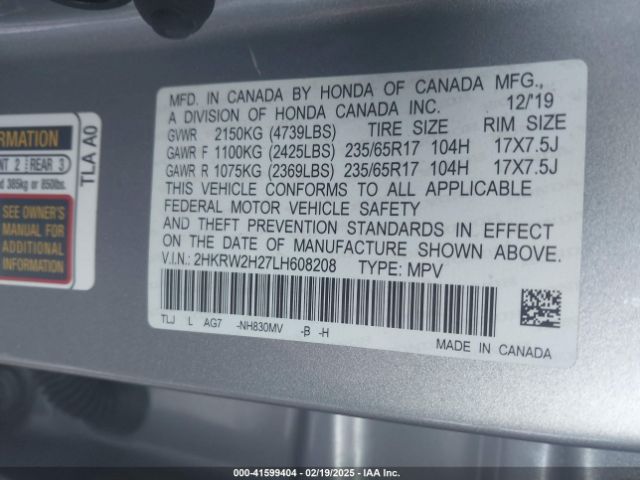 ORMATION
NT 2 REAR 3
d 385kg or 850lbs.
SEE OWNER'S
MANUAL FOR
ADDITIONAL
INFORMATION
TLA A0
MFD. IN CANADA BY HONDA OF CANADA MFG.,
A DIVISION OF HONDA CANADA INC. 12/'19
GVWR 2150KG (4739LBS) TIRE SIZE RIM SIZE
GAWR F 1100KG (2425LBS) 235/65R17 104H 17X7.5J
GAWR R 1075KG (2369LBS) 235/65R17 104H 17X7.5J
THIS VEHICLE CONFORMS TO ALL APPLICABLE
FEDERAL MOTOR VEHICLE SAFETY
AND THEFT PREVENTION STANDARDS IN EFFECT
ON THE DATE OF MANUFACTURE SHOWN ABOVE.
V.I.N.: 2HKRW2H27LH608208 TYPE: MPV
TLJ L AG7 -NH830MV -B -H
MADE IN CANADA
000-41599404 - 02/19/2025 - IAA Inc.